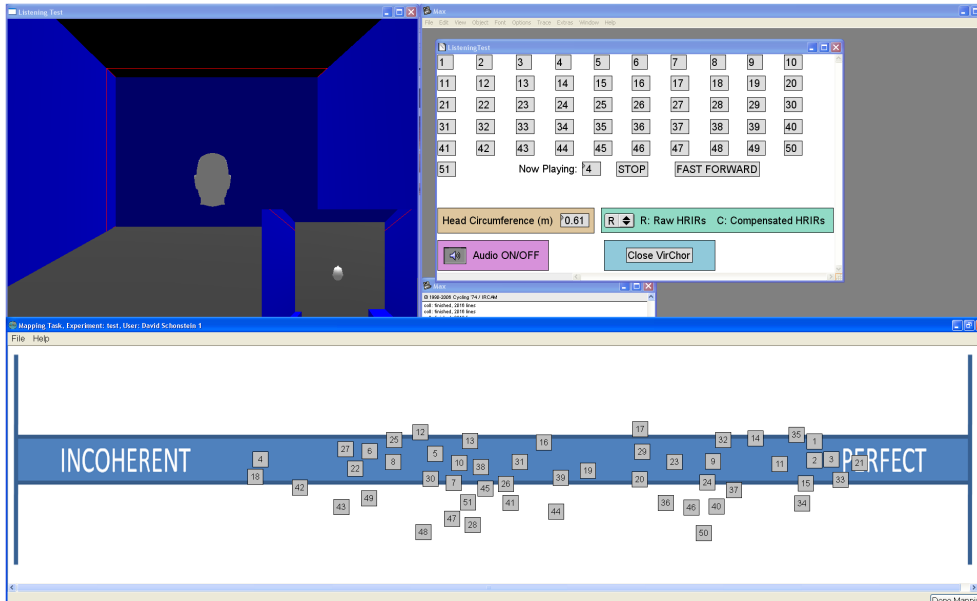 Listening Test
Max
File Edit View Object Font Options Trace Extras Window Help
ListeningTest
1 2 3 4 5 6 7 8 9 10
11 12 13 14 15 16 17 18 19 20
21 22 23 24 25 26 27 28 29 30
31 32 33 34 35 36 37 38 39 40
41 42 43 44 45 46 47 48 49 50
51 Now Playing: 4 STOP FAST FORWARD
Head Circumference (m) 0.61 R R: Raw HRIRs C: Compensated HRIRs
Audio ON/OFF Close VirChor
Max
coll: finished, 2015 lines
Mapping Task, Experiment: test, User: David Schonstein 1
File Help
17
12 35
25 13 16 32 14 1
27 6 5 29
INCOHERENT 4 22 8 10 38 31 19 23 9 11 2 3 21 PERFECT
18 30 7 39 20 24 15 33
42 45 26 37
43 49 51 41 36 46 40 34
47 44
48 28 50